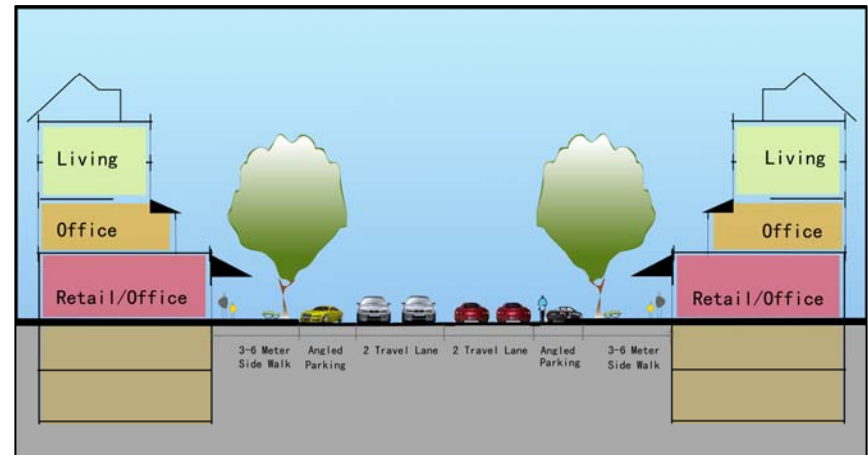 Living
Living
Office
Office
Retail/Office
Retail/Office
3-6 Meter
Side Walk
Angled
Parking
2 Travel Lane
2 Travel Lane
Angled
Parking
3-6 Meter
Side Walk